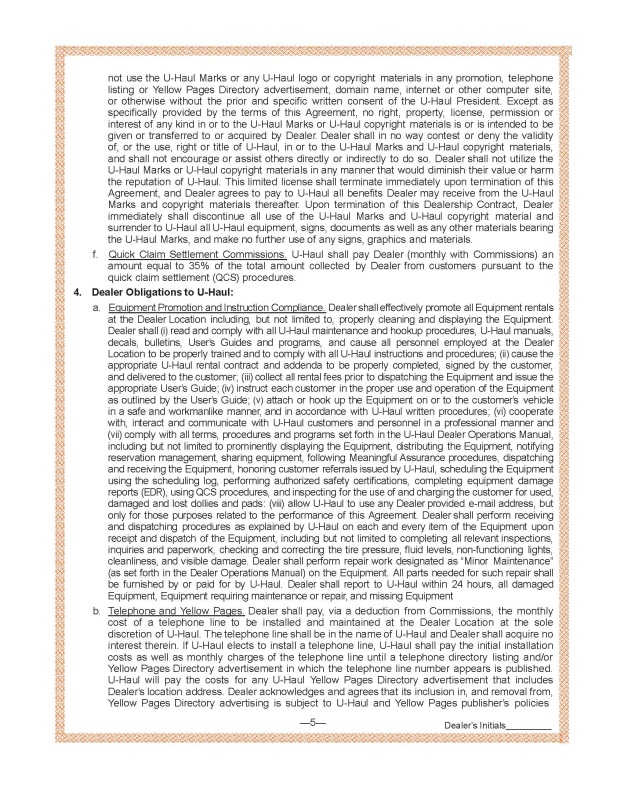 not use the U-Haul Marks or any U-Haul logo or copyright materials in any promotion, telephone
listing or Yellow Pages Directory advertisement, domain name, internet or other computer site,
or otherwise without the prior and specific written consent of the U-Haul President. Except as
specifically provided by the terms of this Agreement, no right, property, license, permission or
interest of any kind in or to the U-Haul Marks or U-Haul copyright materials is or is intended to be
given or transferred to or acquired by Dealer. Dealer shall in no way contest or deny the validity
of, or the use, right or title of U-Haul, in or to the U-Haul Marks and U-Haul copyright materials,
and shall not encourage or assist others directly or indirectly to do so. Dealer shall not utilize the
U-Haul Marks or U-Haul copyright materials in any manner that would diminish their value or harm
the reputation of U-Haul. This limited license shall terminate immediately upon termination of this
Agreement, and Dealer agrees to pay to U-Haul all benefits Dealer may receive from the U-Haul
Marks and copyright materials thereafter. Upon termination of this Dealership Contract, Dealer
immediately shall discontinue all use of the U-Haul Marks and U-Haul copyright material and
surrender to U-Haul all U-Haul equipment, signs, documents as well as any other materials bearing
the U-Haul Marks, and make no further use of any signs, graphics and materials.
f. Quick Claim Settlement Commissions. U-Haul shall pay Dealer (monthly with Commissions) an
amount equal to 35% of the total amount collected by Dealer from customers pursuant to the
quick claim settlement (QCS) procedures.
4. Dealer Obligations to U-Haul:
a. Equipment Promotion and Instruction Compliance. Dealer shall effectively promote all Equipment rentals
at the Dealer Location including, but not limited to, properly cleaning and displaying the Equipment.
Dealer shall (i) read and comply with all U-Haul maintenance and hookup procedures, U-Haul manuals,
decals, bulletins, User's Guides and programs, and cause all personnel employed at the Dealer
Location to be properly trained and to comply with all U-Haul instructions and procedures; (ii) cause the
appropriate U-Haul rental contract and addenda to be properly completed, signed by the customer,
and delivered to the customer; (iii) collect all rental fees prior to dispatching the Equipment and issue the
appropriate User's Guide; (iv) instruct each customer in the proper use and operation of the Equipment
as outlined by the User's Guide; (v) attach or hook up the Equipment on or to the customer's vehicle
in a safe and workmanlike manner, and in accordance with U-Haul written procedures; (vi) cooperate
with, interact and communicate with U-Haul customers and personnel in a professional manner and
(vii) comply with all terms, procedures and programs set forth in the U-Haul Dealer Operations Manual,
including but not limited to prominently displaying the Equipment, distributing the Equipment, notifying
reservation management, sharing equipment, following Meaningful Assurance procedures, dispatching
and receiving the Equipment, honoring customer referrals issued by U-Haul, scheduling the Equipment
using the scheduling log, performing authorized safety certifications, completing equipment damage
reports (EDR), using QCS procedures, and inspecting for the use of and charging the customer for used,
damaged and lost dollies and pads: (viii) allow U-Haul to use any Dealer provided e-mail address, but
only for those purposes related to the performance of this Agreement. Dealer shall perform receiving
and dispatching procedures as explained by U-Haul on each and every item of the Equipment upon
receipt and dispatch of the Equipment, including but not limited to completing all relevant inspections,
inquiries and paperwork, checking and correcting the tire pressure, fluid levels, non-functioning lights,
cleanliness, and visible damage. Dealer shall perform repair work designated as “Minor Maintenance”
(as set forth in the Dealer Operations Manual) on the Equipment. All parts needed for such repair shall
be furnished by or paid for by U-Haul. Dealer shall report to U-Haul within 24 hours, all damaged
Equipment, Equipment requiring maintenance or repair, and missing Equipment
b. Telephone and Yellow Pages. Dealer shall pay, via a deduction from Commissions, the monthly
cost of a telephone line to be installed and maintained at the Dealer Location at the sole
discretion of U-Haul. The telephone line shall be in the name of U-Haul and Dealer shall acquire no
interest therein. If U-Haul elects to install a telephone line, U-Haul shall pay the initial installation
costs as well as monthly charges of the telephone line until a telephone directory listing and/or
Yellow Pages Directory advertisement in which the telephone line number appears is published.
U-Haul will pay the costs for any U-Haul Yellow Pages Directory advertisement that includes
Dealer's location address. Dealer acknowledges and agrees that its inclusion in, and removal from,
Yellow Pages Directory advertising is subject to U-Haul and Yellow Pages publisher's policies
—5—
Dealer's Initials__________